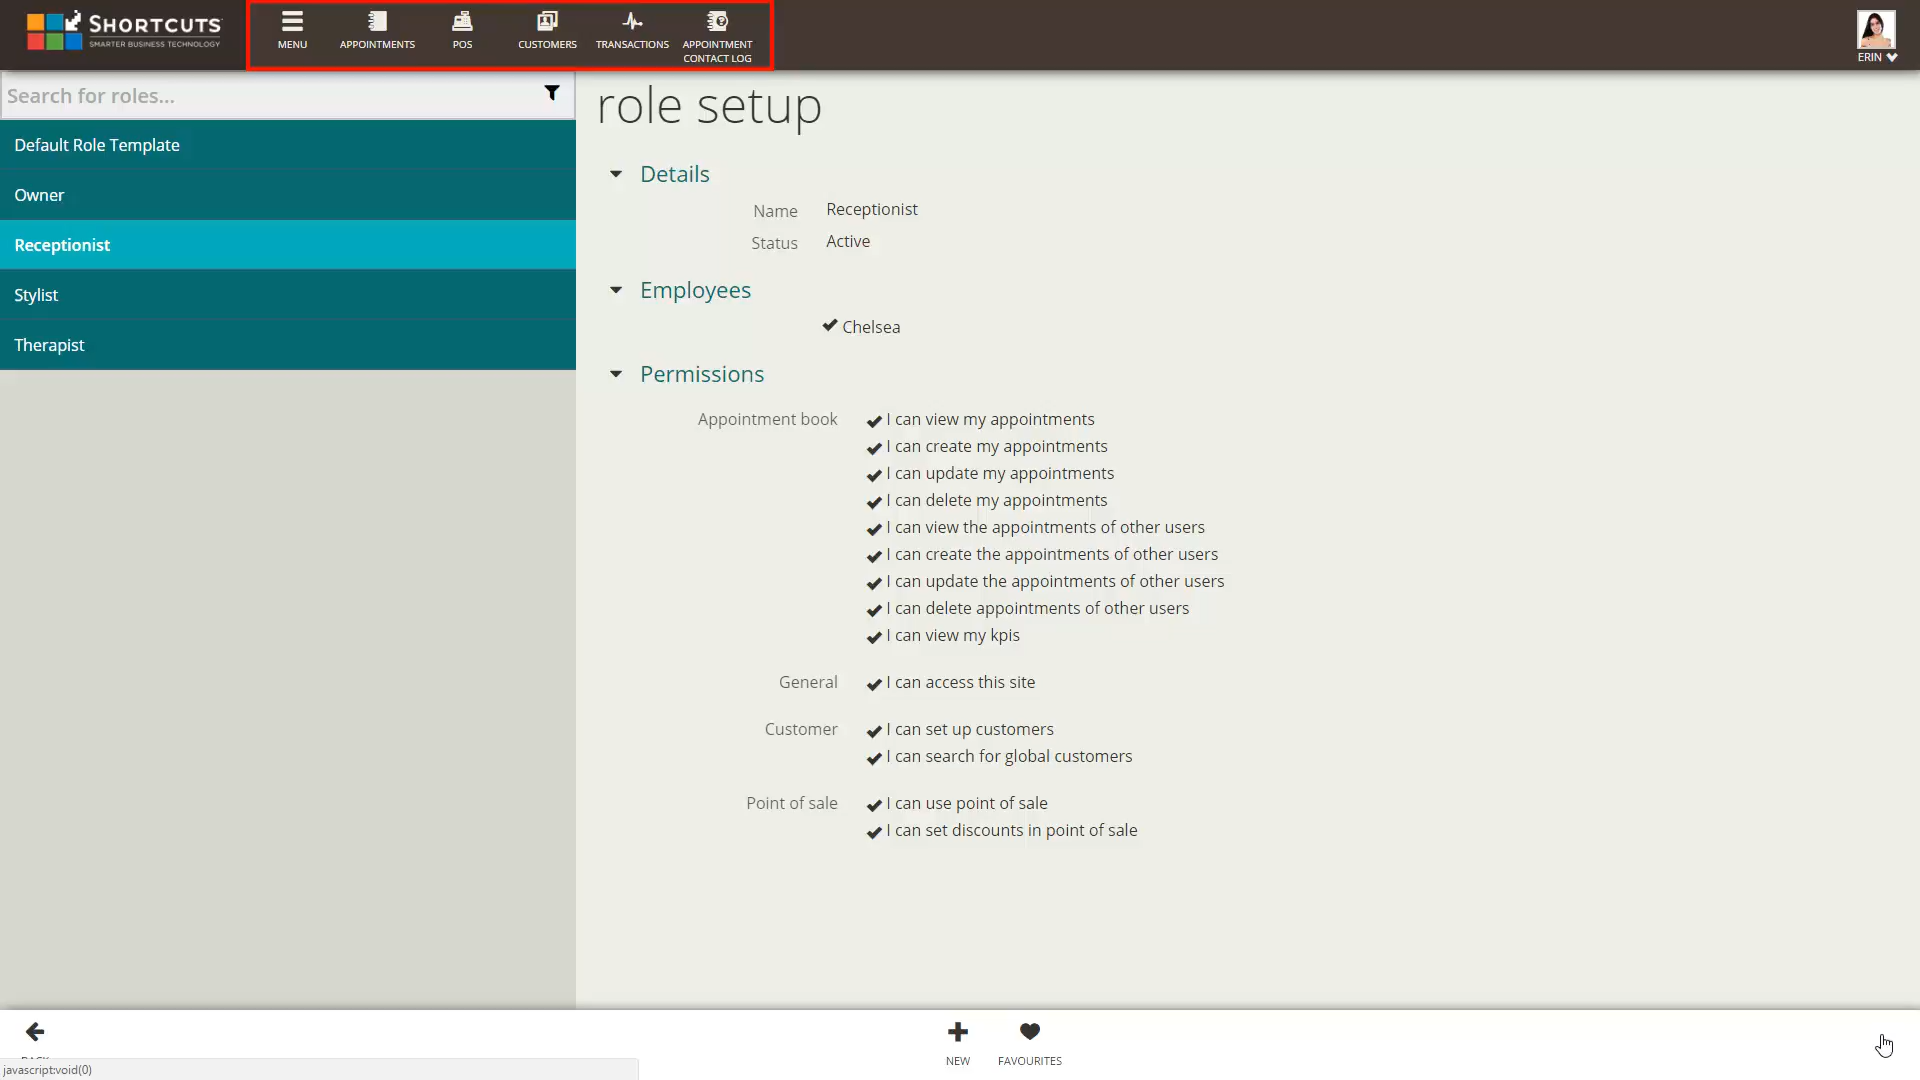 SHORTCUTS
SMARTER BUSINESS TECHNOLOGY
MENU
APPOINTMENTS
POS
CUSTOMERS
TRANSACTIONS
APPOINTMENT
CONTACT LOG
ERIN
Search for roles...
Default Role Template
Owner
Receptionist
Stylist
Therapist
role setup
Details
Name Receptionist
Status Active
Employees
Chelsea
Permissions
Appointment book I can view my appointments
I can create my appointments
I can update my appointments
I can delete my appointments
I can view the appointments of other users
I can create the appointments of other users
I can update the appointments of other users
I can delete appointments of other users
I can view my kpis
General I can access this site
Customer I can set up customers
I can search for global customers
Point of sale I can use point of sale
I can set discounts in point of sale
BACK
NEW
FAVOURITES
javascript:void(0)